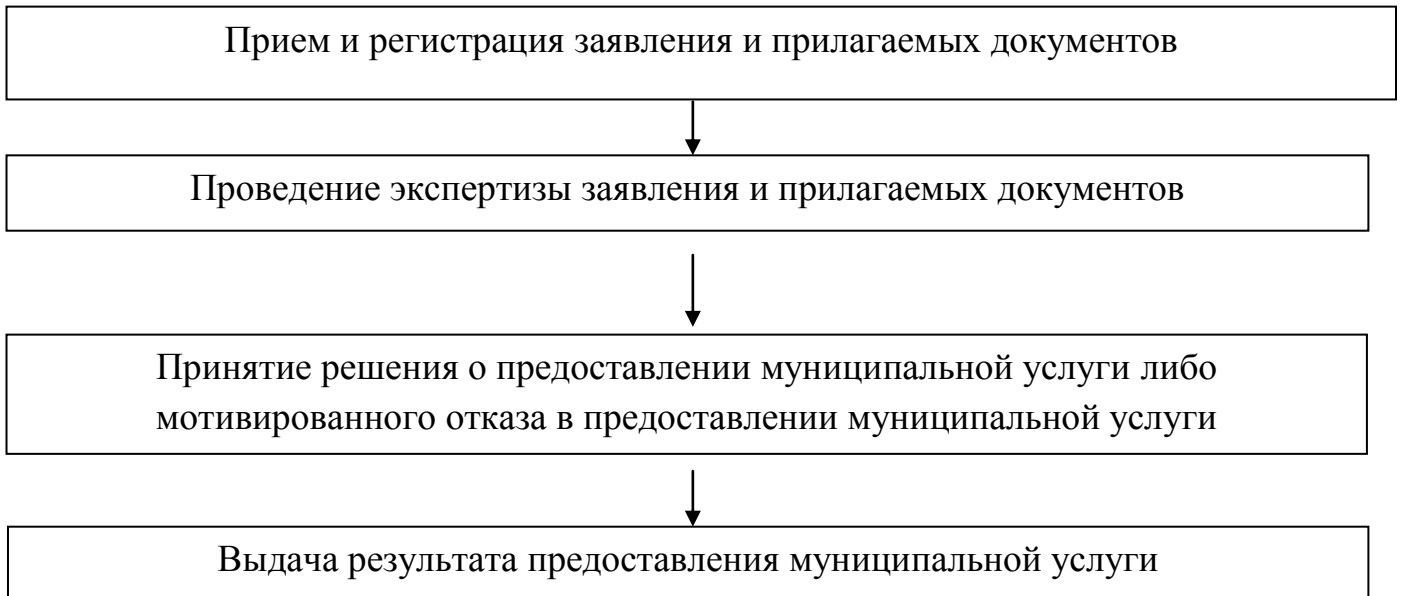 Прием и регистрация заявления и прилагаемых документов
Проведение экспертизы заявления и прилагаемых документов
Принятие решения о предоставлении муниципальной услуги либо
мотивированного отказа в предоставлении муниципальной услуги
Выдача результата предоставления муниципальной услуги